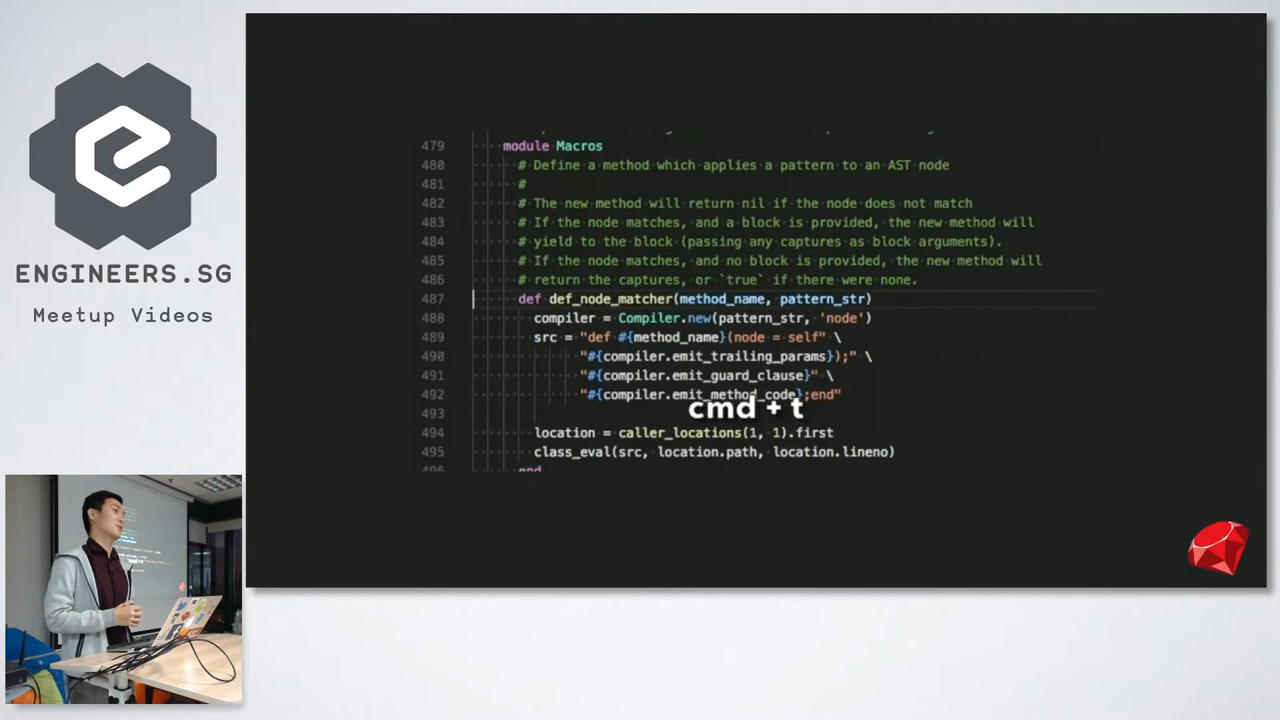 ENGINEERS.SG
Meetup Videos
479 module Macros
480 # Define a method which applies a pattern to an AST node
481 #
482 # The new method will return nil if the node does not match
483 # If the node matches, and a block is provided, the new method will
484 # yield to the block (passing any captures as block arguments).
485 # If the node matches, and no block is provided, the new method will
486 # return the captures, or `true` if there were none.
487 def def_node_matcher(method_name, pattern_str)
488 compiler = Compiler.new(pattern_str, 'node')
489 src = "def #{method_name}(node = self" \
490 "#{compiler.emit_trailing_params});" \
491 "#{compiler.emit_guard_clause}" \
492 "#{compiler.emit_method_code};end"
cmd + t
493
494 location = caller_locations(1, 1).first
495 class_eval(src, location.path, location.lineno)
496 end